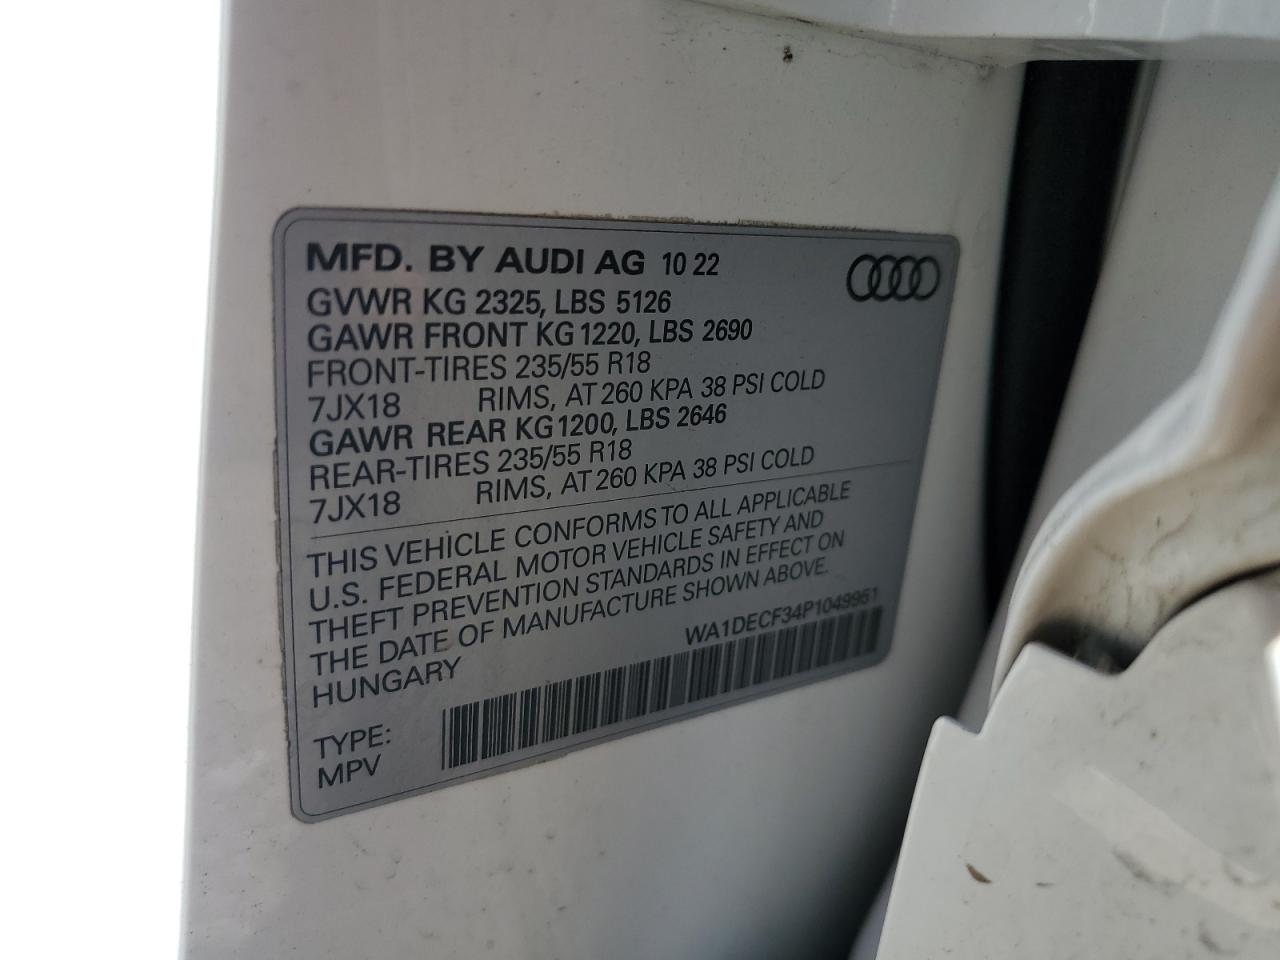 MFD. BY AUDI AG 10 22
GVWR KG 2325, LBS 5126
GAWR FRONT KG 1220, LBS 2690
FRONT-TIRES 235/55 R18
7JX18 RIMS, AT 260 KPA 38 PSI COLD
GAWR REAR KG 1200, LBS 2646
REAR-TIRES 235/55 R18
7JX18 RIMS, AT 260 KPA 38 PSI COLD
THIS VEHICLE CONFORMS TO ALL APPLICABLE
U.S. FEDERAL MOTOR VEHICLE SAFETY AND
THEFT PREVENTION STANDARDS IN EFFECT ON
THE DATE OF MANUFACTURE SHOWN ABOVE.
HUNGARY
WA1DECF34P1049951
TYPE:
MPV